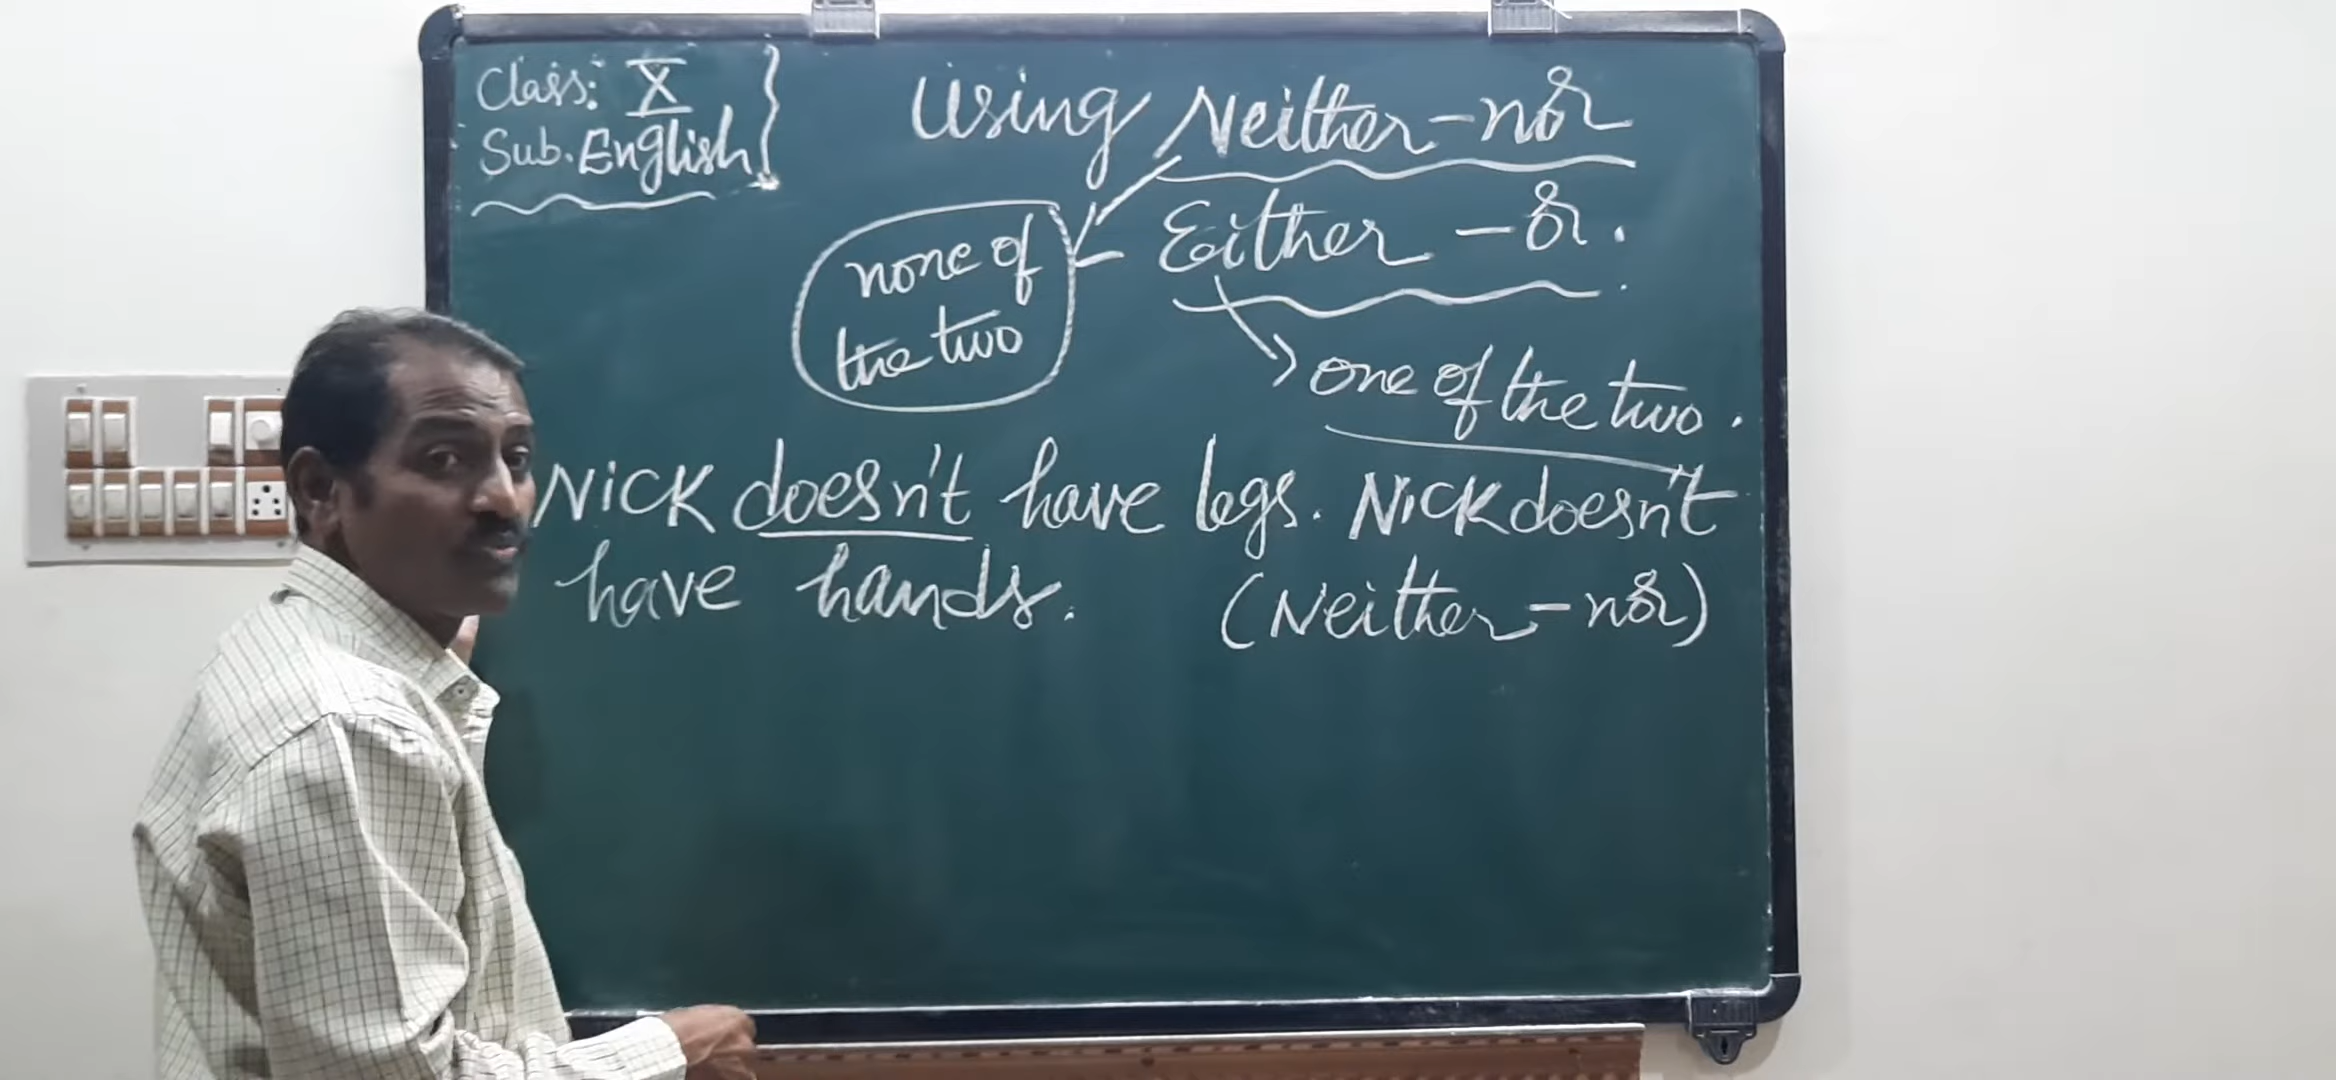 Class: X
Sub. English
Using Neither - nor
Either - or.
none of
the two
one of the two.
Nick doesn't have legs. Nick doesn't
have hands. (Neither - nor)